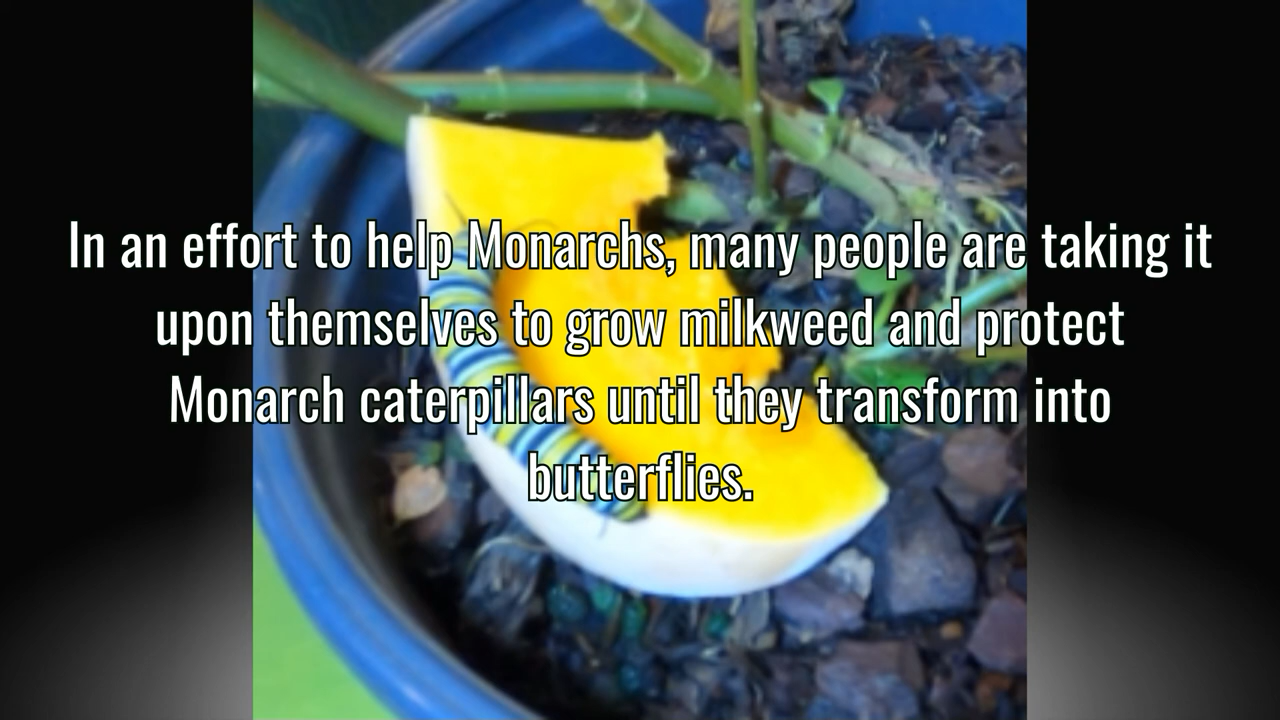 In an effort to help Monarchs, many people are taking it
upon themselves to grow milkweed and protect
Monarch caterpillars until they transform into
butterflies.